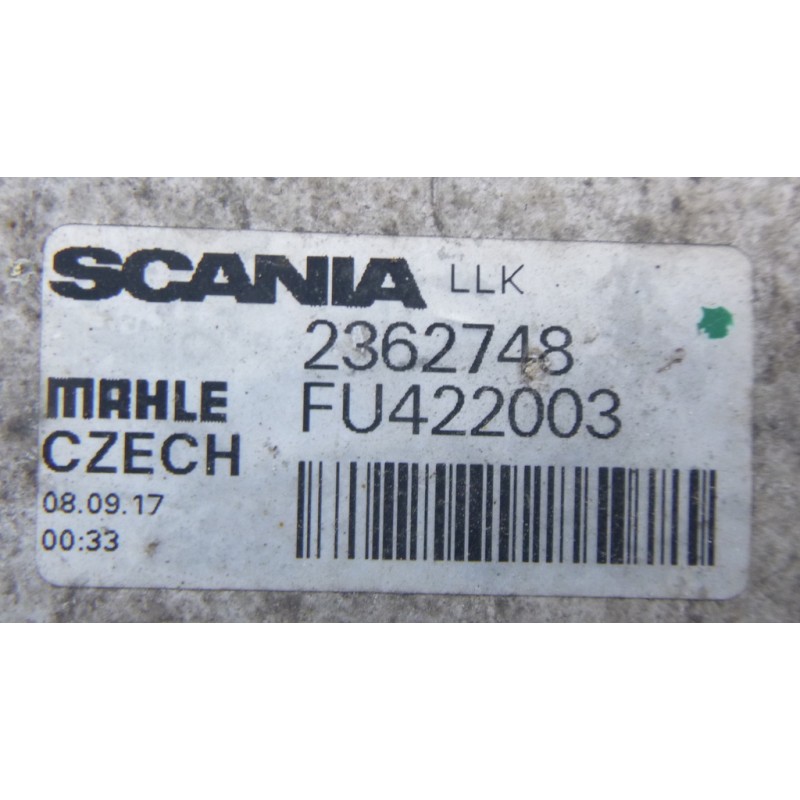 SCANIA LLK
2362748
MAHLE FU422003
CZECH
08.09.17
00:33